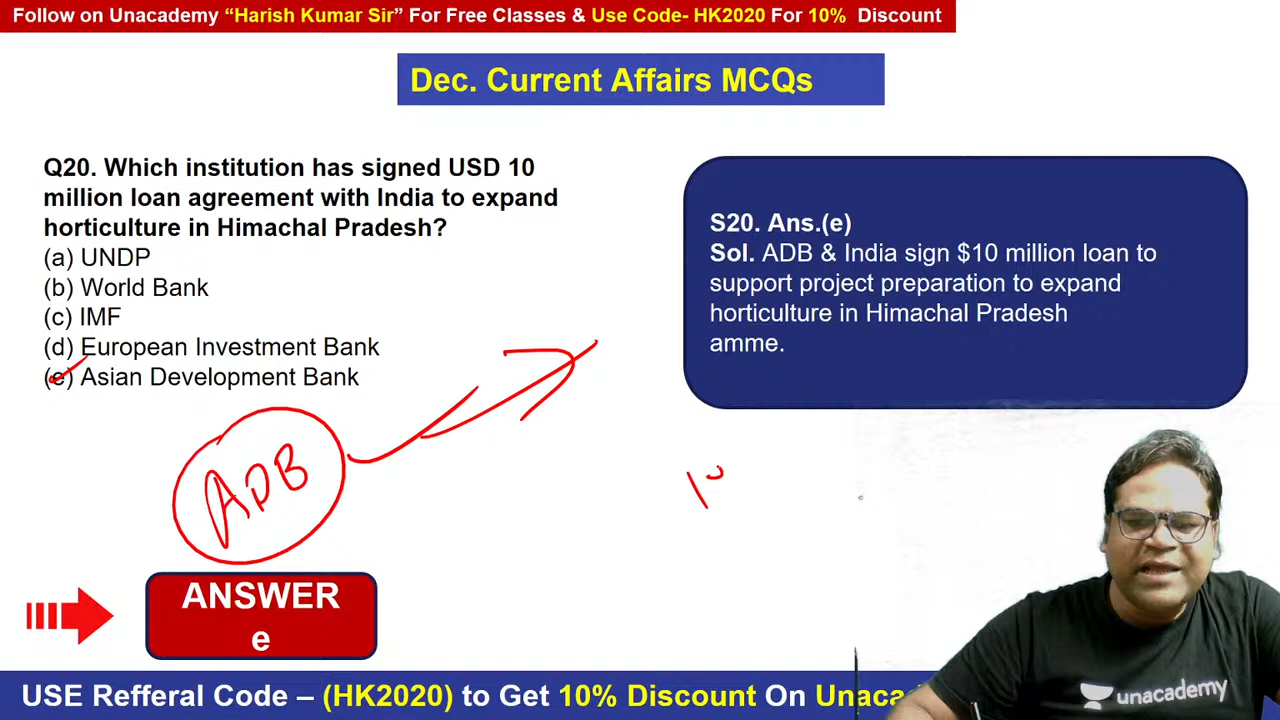 Follow on Unacademy “Harish Kumar Sir” For Free Classes & Use Code- HK2020 For 10% Discount
Dec. Current Affairs MCQs
Q20. Which institution has signed USD 10
million loan agreement with India to expand
horticulture in Himachal Pradesh?
(a) UNDP
(b) World Bank
(c) IMF
(d) European Investment Bank
(e) Asian Development Bank
S20. Ans.(e)
Sol. ADB & India sign $10 million loan to
support project preparation to expand
horticulture in Himachal Pradesh
amme.
ADB
ANSWER
e
unacademy
USE Refferal Code – (HK2020) to Get 10% Discount On